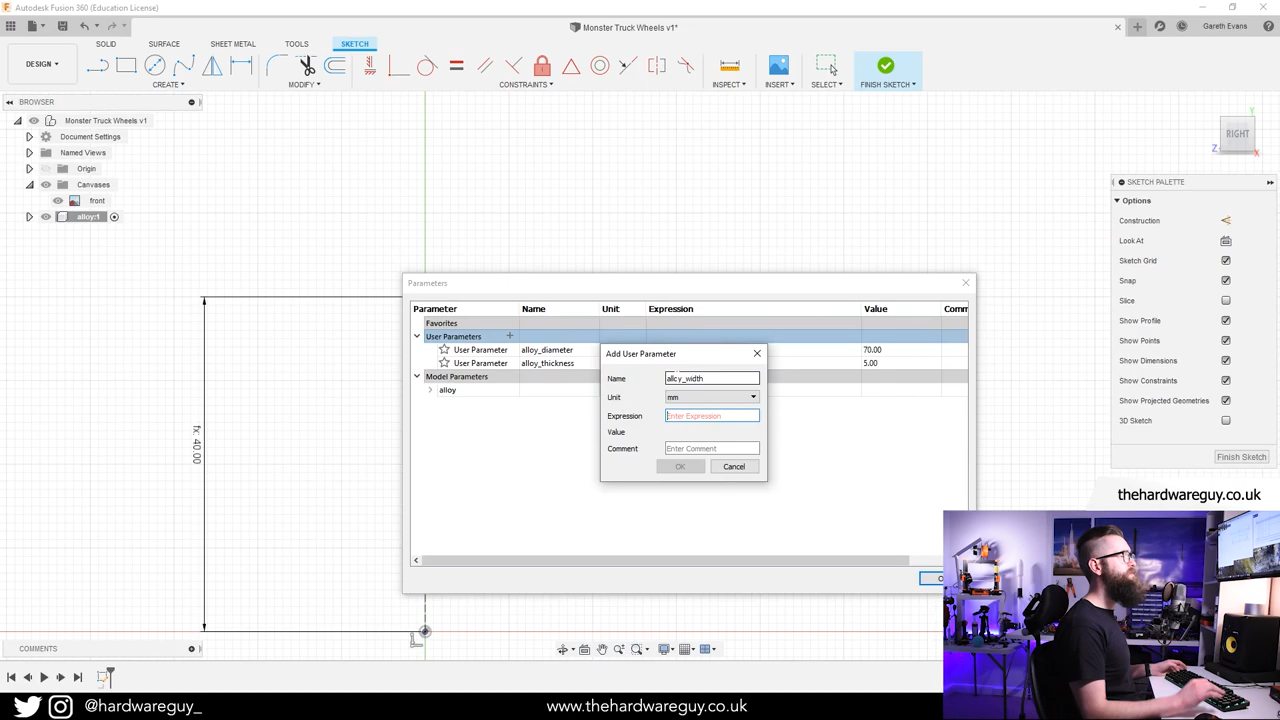 Autodesk Fusion 360 (Education License)
Monster Truck Wheels v1*
Gareth Evans
DESIGN
SOLID SURFACE SHEET METAL TOOLS SKETCH
CREATE MODIFY CONSTRAINTS INSPECT INSERT SELECT FINISH SKETCH
BROWSER
Monster Truck Wheels v1
Document Settings
Named Views
Origin
Canvases
front
alloy:1
RIGHT
Y
Z
X
SKETCH PALETTE
Options
Construction
Look At
Sketch Grid
Snap
Slice
Show Profile
Show Points
Show Dimensions
Show Constraints
Show Projected Geometries
3D Sketch
Finish Sketch
fx: 40.00
Parameters
Parameter Name Unit Expression Value Comm
Favorites
User Parameters
User Parameter alloy_diameter 70.00
User Parameter alloy_thickness 5.00
Model Parameters
alloy
Add User Parameter
Name alloy_width
Unit mm
Expression Enter Expression
Value
Comment Enter Comment
OK Cancel
thehardwareguy.co.uk
COMMENTS
@hardwareguy_
www.thehardwareguy.co.uk